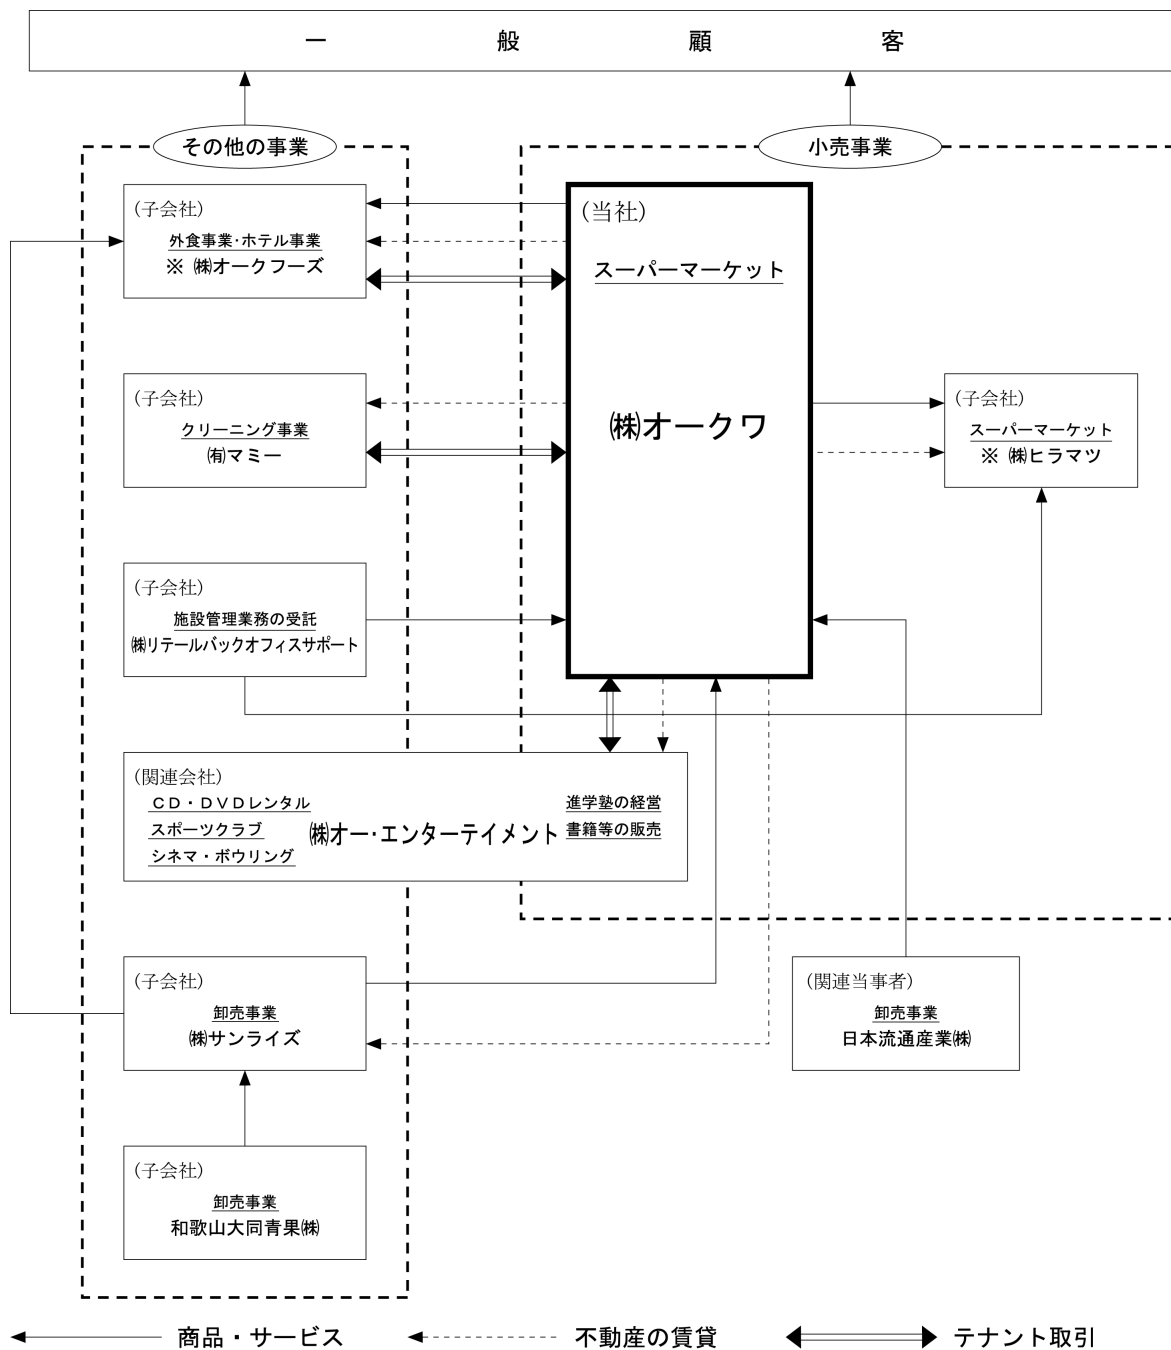 一般顧客
その他の事業
小売事業
(子会社)
外食事業・ホテル事業
※ ㈱オークフーズ
(当社)
スーパーマーケット
㈱オークワ
(子会社)
クリーニング事業
㈲マミー
(子会社)
スーパーマーケット
※ ㈱ヒラマツ
(子会社)
施設管理業務の受託
㈱リテールバックオフィスサポート
(関連会社)
CD・DVDレンタル
スポーツクラブ
シネマ・ボウリング
㈱オー・エンターテイメント
進学塾の経営
書籍等の販売
(子会社)
卸売事業
㈱サンライズ
(関連当事者)
卸売事業
日本流通産業㈱
(子会社)
卸売事業
和歌山大同青果㈱
商品・サービス
不動産の賃貸
テナント取引